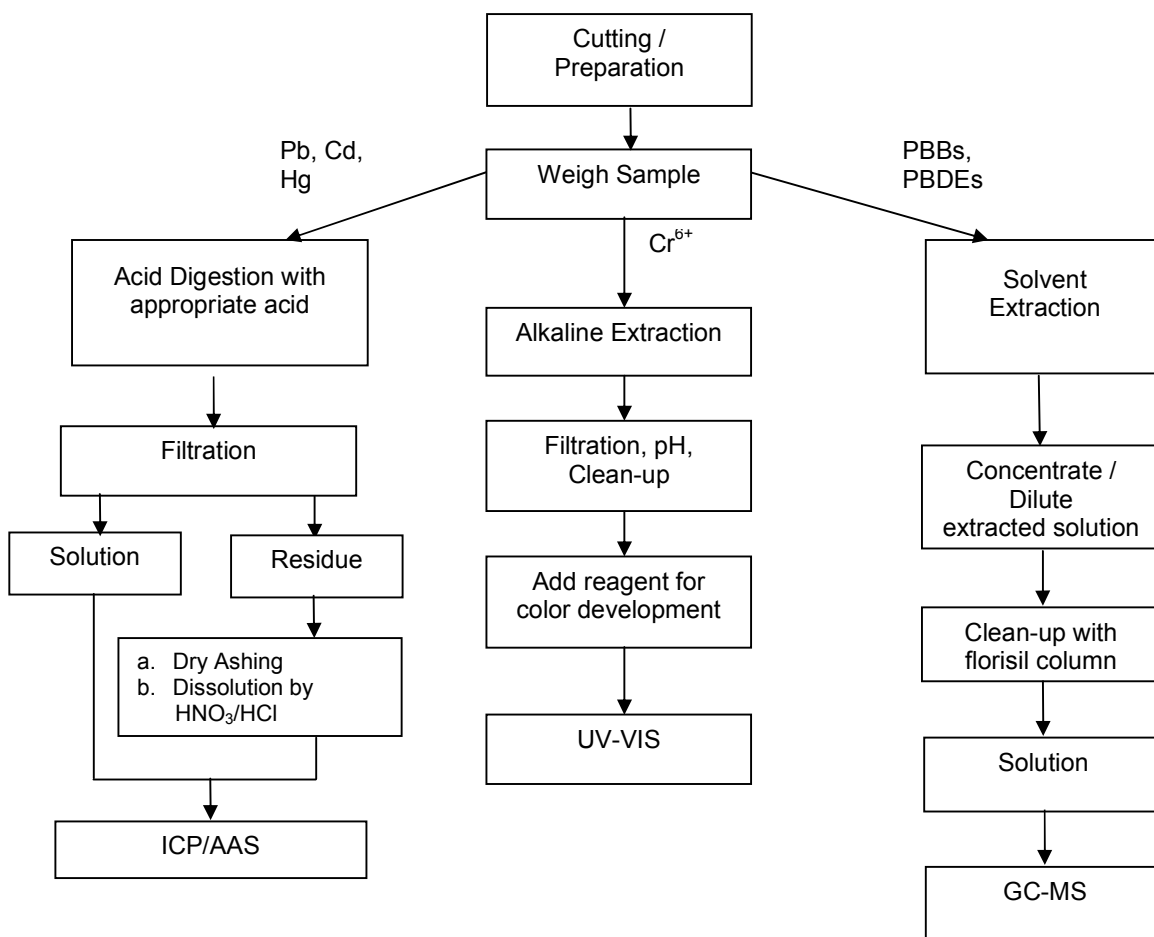 Cutting /
Preparation
Pb, Cd,
Hg
Weigh Sample
PBBs,
PBDEs
Cr⁶⁺
Acid Digestion with
appropriate acid
Alkaline Extraction
Solvent
Extraction
Filtration
Filtration, pH,
Clean-up
Concentrate /
Dilute
extracted solution
Solution
Residue
Add reagent for
color development
a. Dry Ashing
b. Dissolution by
HNO₃/HCl
Clean-up with
florisil column
UV-VIS
Solution
ICP/AAS
GC-MS